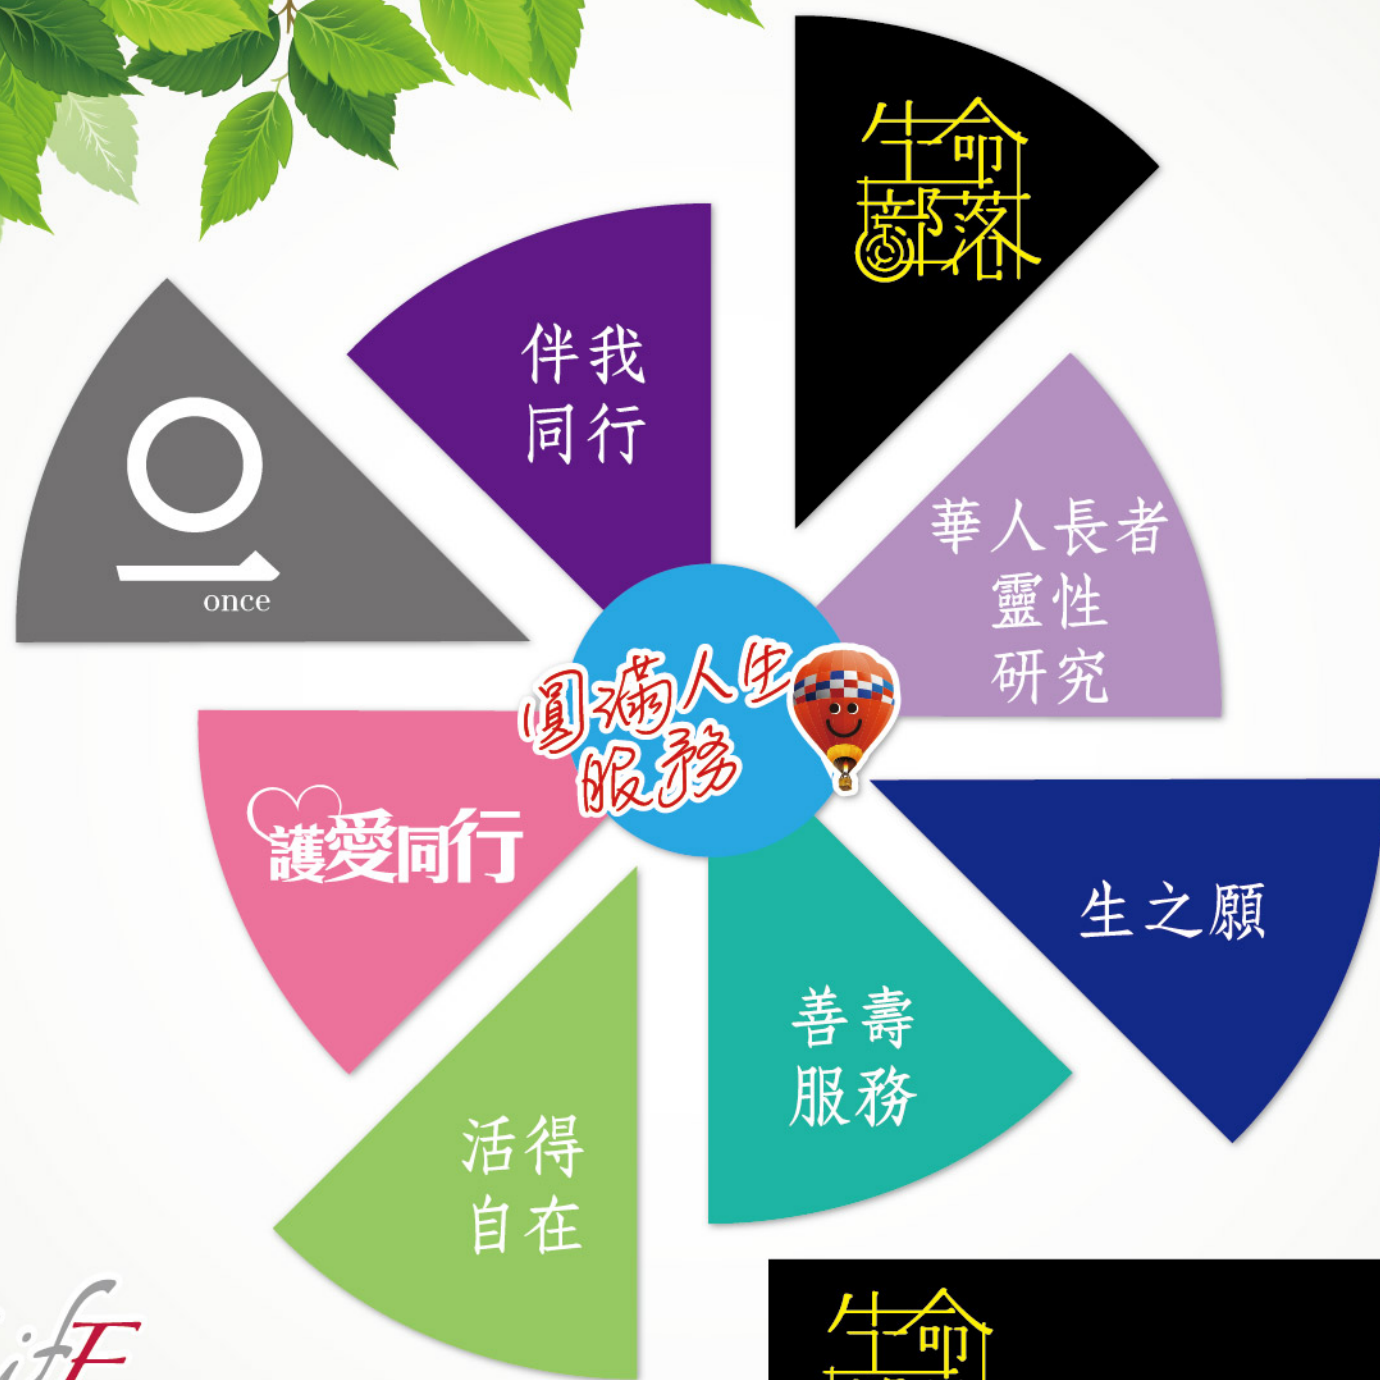 生命
部落
伴我
同行
once
華人長者
靈性
研究
圓滿人生
服務
護愛同行
生之願
善壽
服務
活得
自在
生命